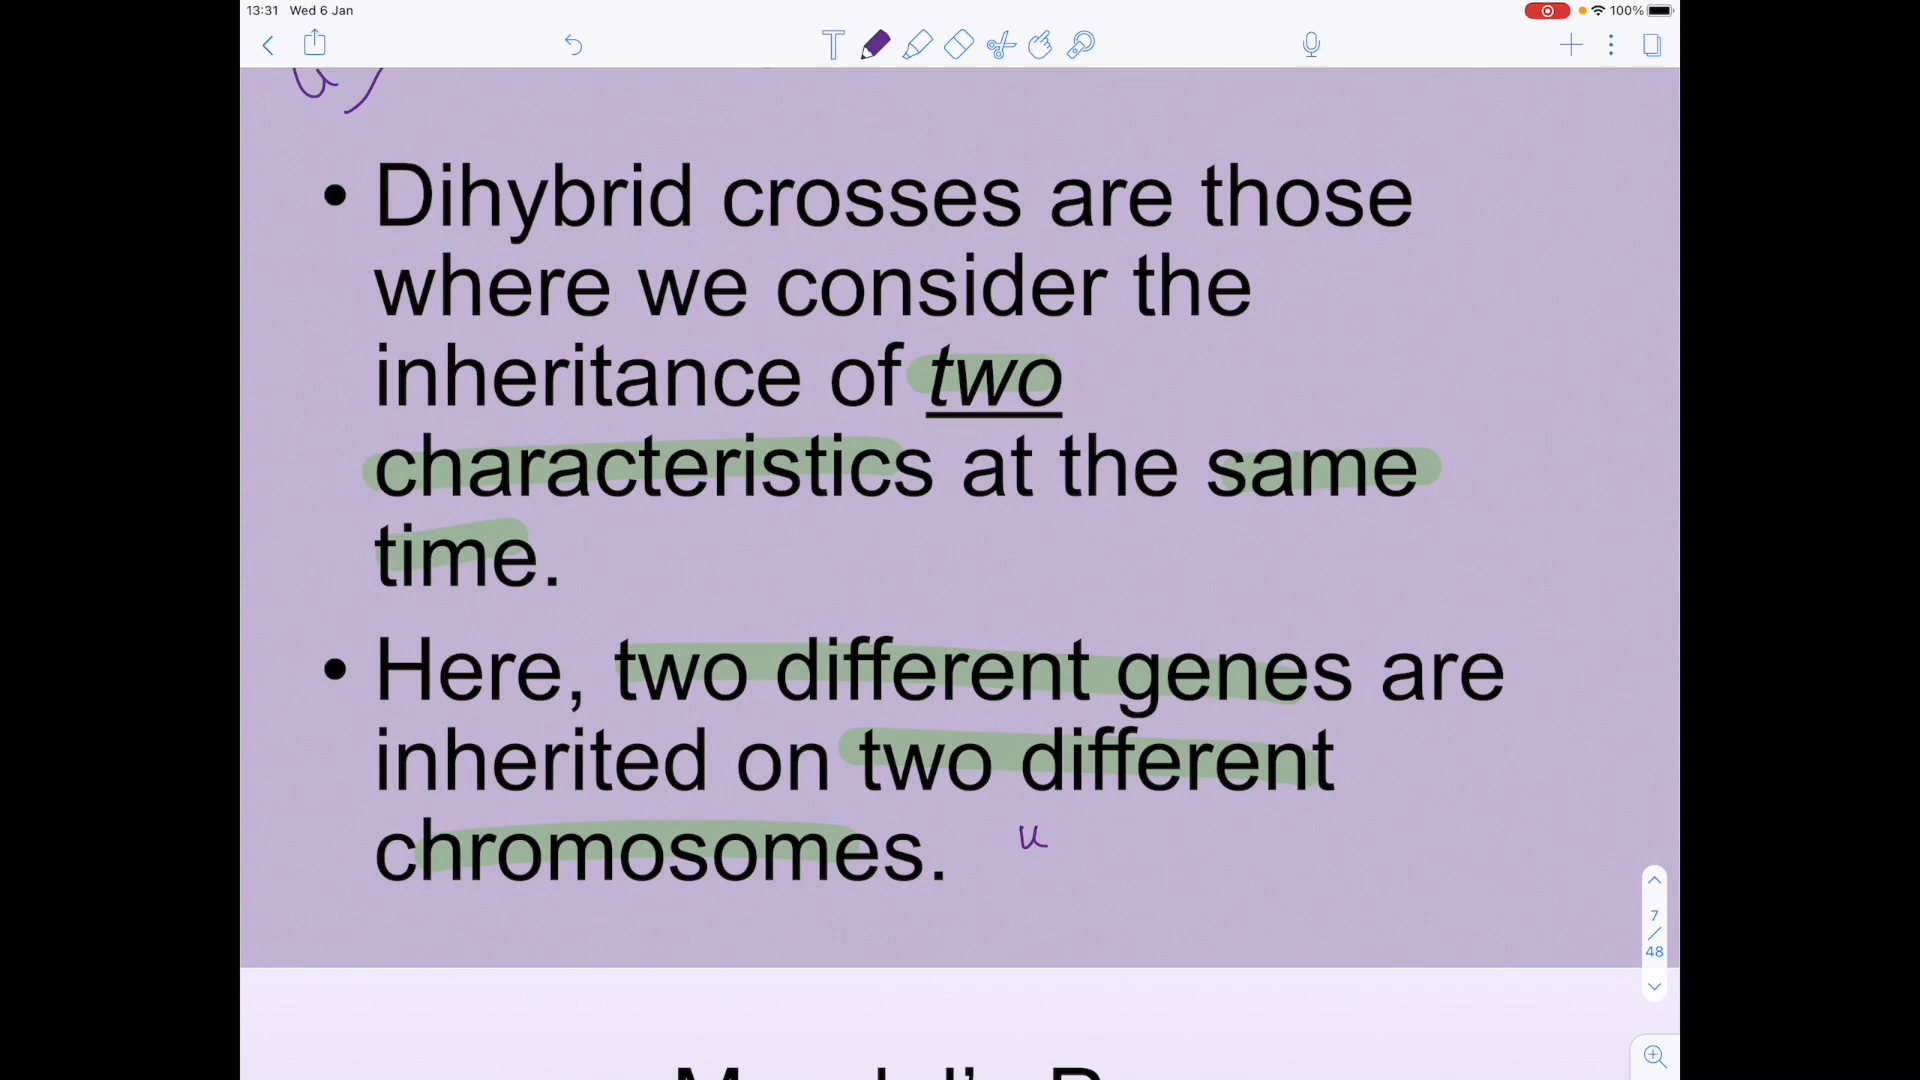 13:31 Wed 6 Jan
100%
• Dihybrid crosses are those
where we consider the
inheritance of two
characteristics at the same
time.
• Here, two different genes are
inherited on two different
chromosomes.
u
7
/
48